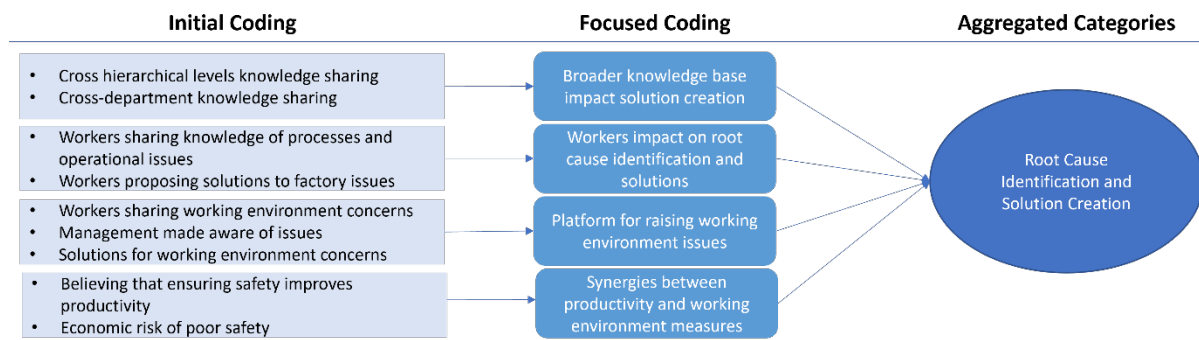 Initial Coding
Focused Coding
Aggregated Categories
• Cross hierarchical levels knowledge sharing
• Cross-department knowledge sharing
Broader knowledge base
impact solution creation
• Workers sharing knowledge of processes and
operational issues
• Workers proposing solutions to factory issues
Workers impact on root
cause identification and
solutions
• Workers sharing working environment concerns
• Management made aware of issues
• Solutions for working environment concerns
Platform for raising working
environment issues
• Believing that ensuring safety improves
productivity
• Economic risk of poor safety
Synergies between
productivity and working
environment measures
Root Cause
Identification and
Solution Creation